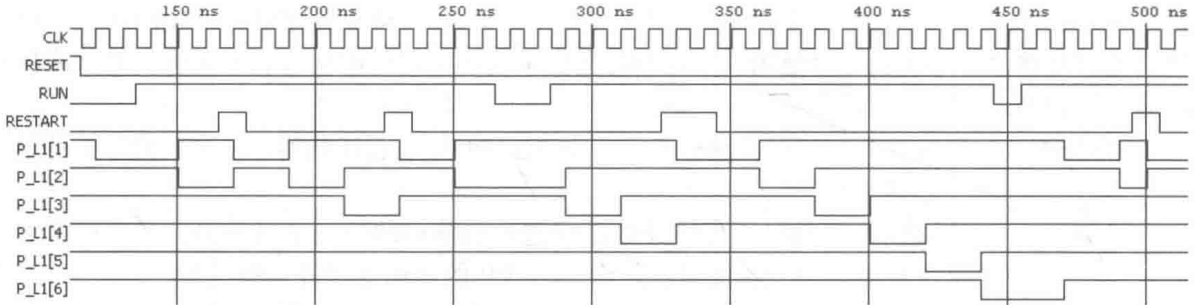 150 ns 200 ns 250 ns 300 ns 350 ns 400 ns 450 ns 500 ns
CLK
RESET
RUN
RESTART
P_L1[1]
P_L1[2]
P_L1[3]
P_L1[4]
P_L1[5]
P_L1[6]